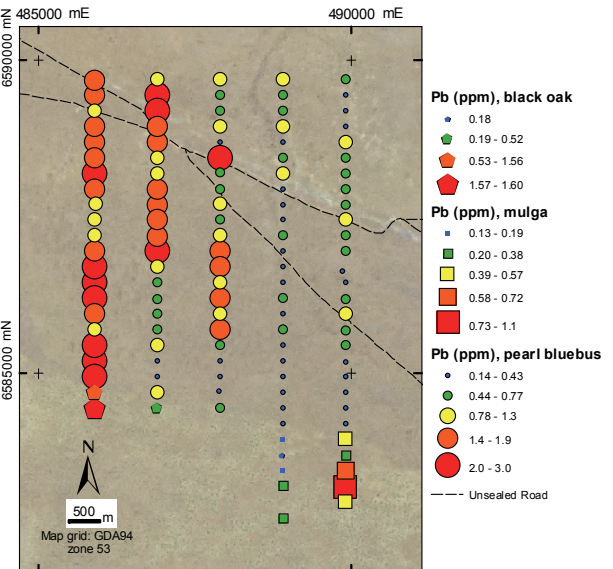 485000 mE
490000 mE
6590000 mN
6585000 mN
Pb (ppm), black oak
0.18
0.19 - 0.52
0.53 - 1.56
1.57 - 1.60
Pb (ppm), mulga
0.13 - 0.19
0.20 - 0.38
0.39 - 0.57
0.58 - 0.72
0.73 - 1.1
Pb (ppm), pearl bluebus
0.14 - 0.43
0.44 - 0.77
0.78 - 1.3
1.4 - 1.9
2.0 - 3.0
Unsealed Road
N
500 m
Map grid: GDA94
zone 53